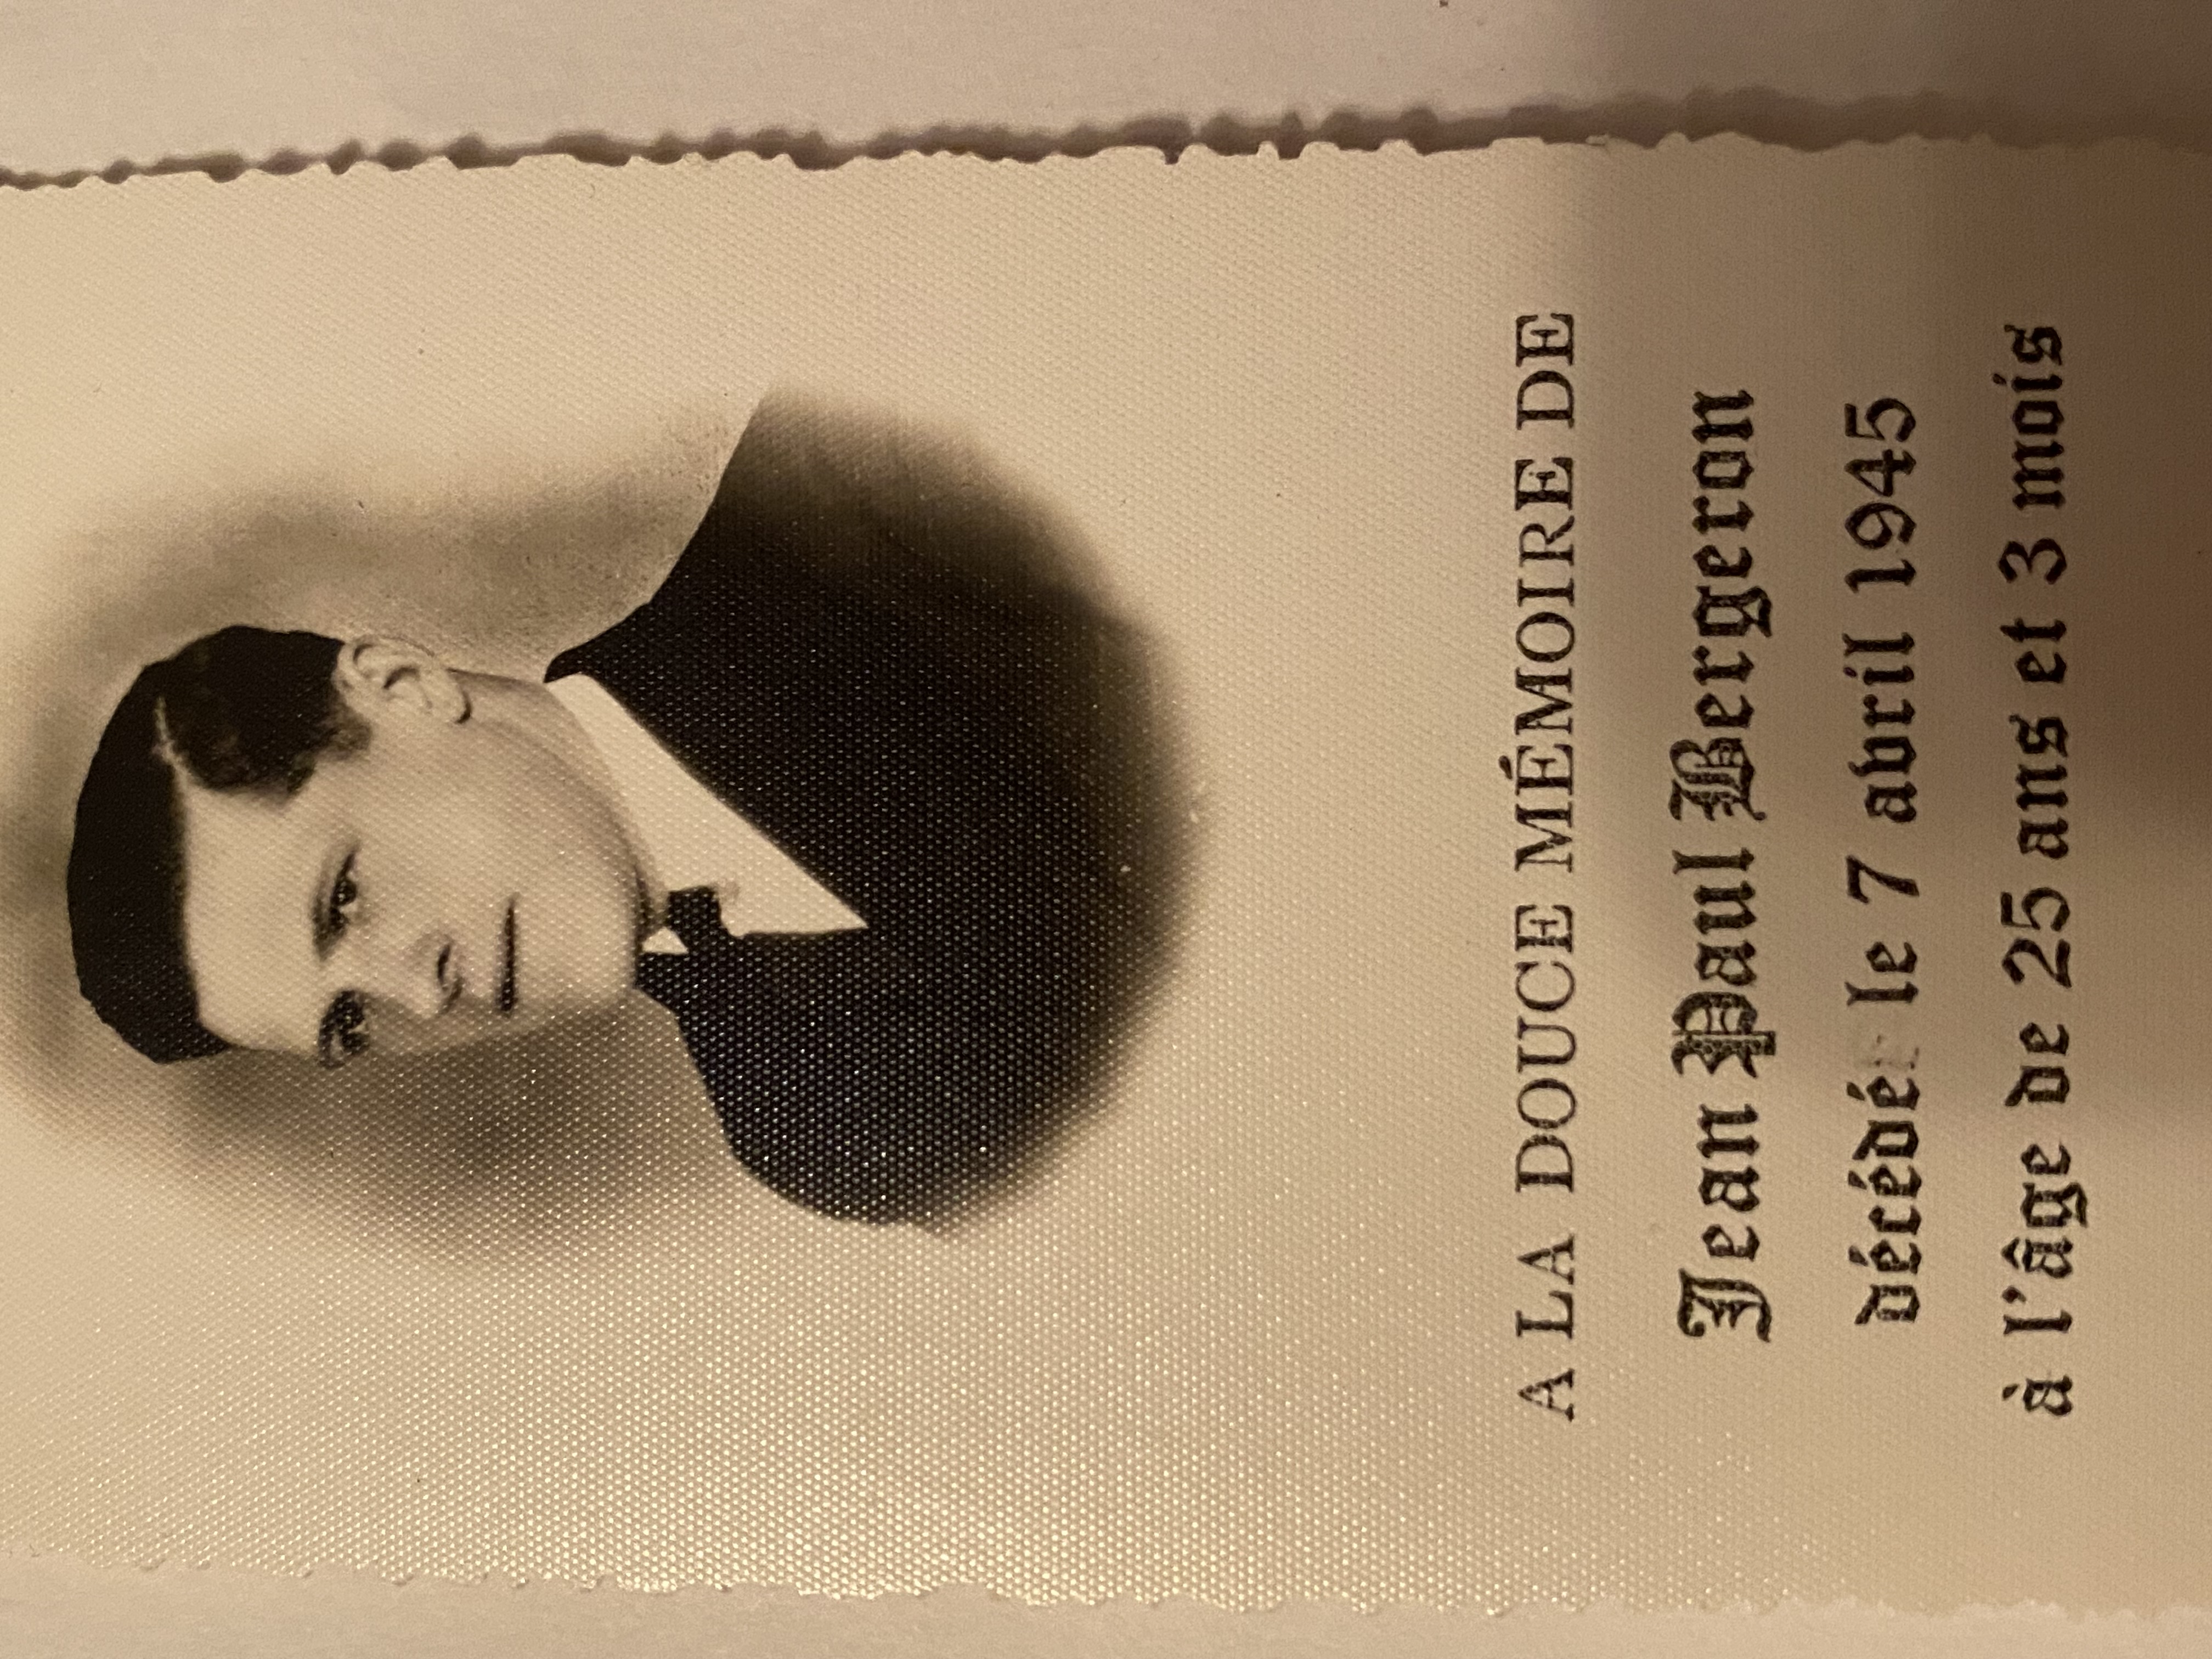 A LA DOUCE MÉMOIRE DE
Jean Paul Bergeron
décédé le 7 avril 1945
à l'âge de 25 ans et 3 mois